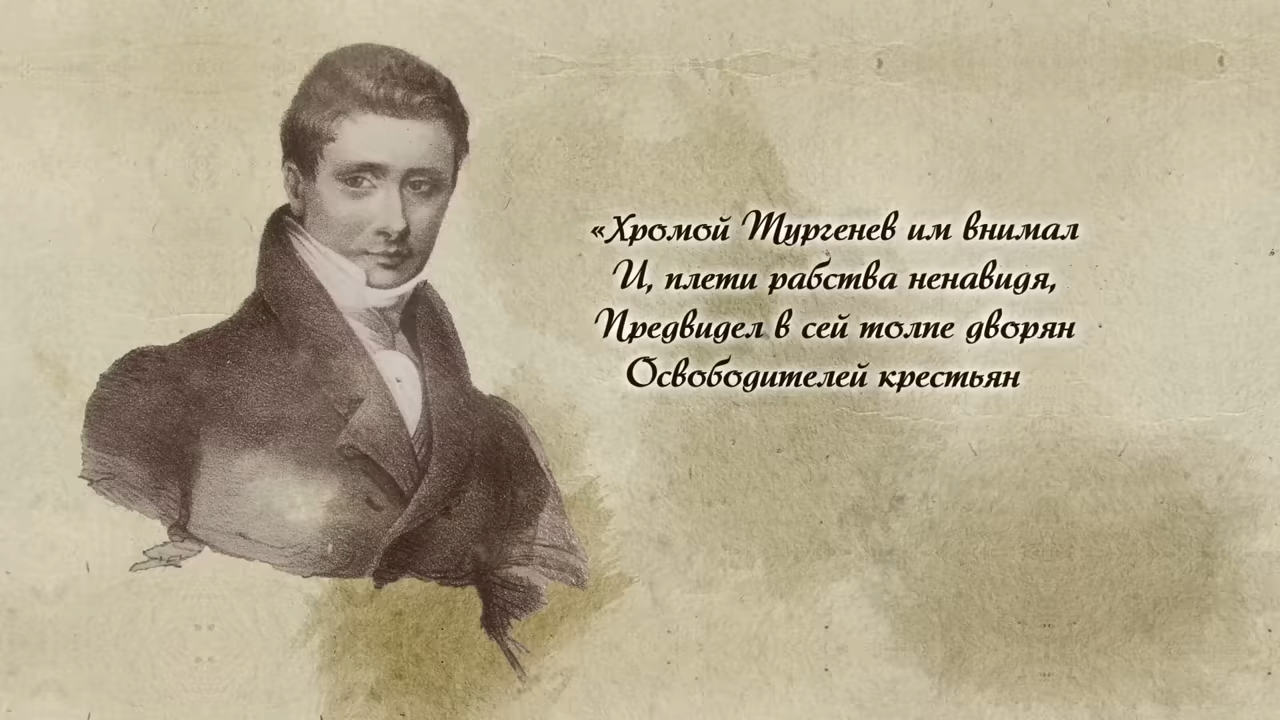 «Хромой Тургенев им внимал
И, плети рабства ненавидя,
Предвидел в сей толпе дворян
Освободителей крестьян